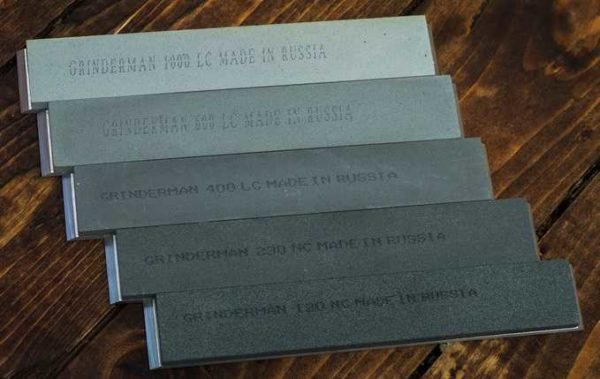 GRINDERMAN 1000 LC MADE IN RUSSIA
GRINDERMAN 600 LC MADE IN RUSSIA
GRINDERMAN 400 LC MADE IN RUSSIA
GRINDERMAN 230 NC MADE IN RUSSIA
GRINDERMAN 120 NC MADE IN RUSSIA